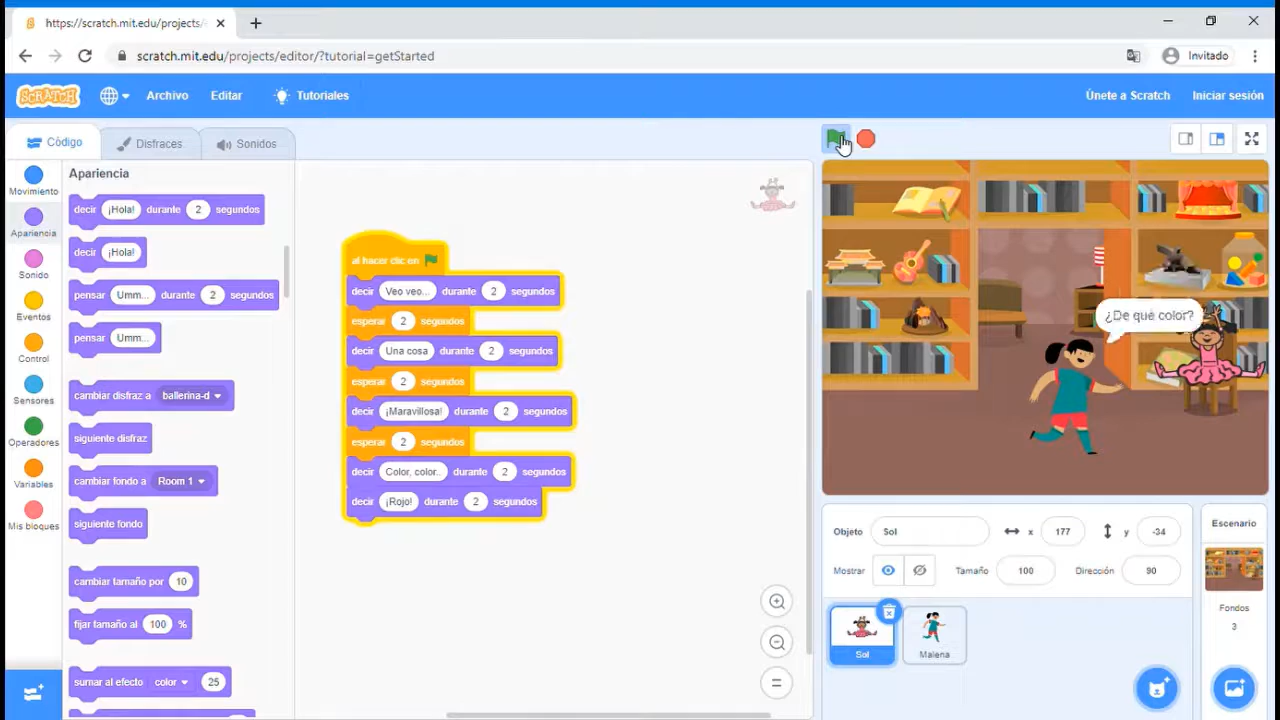 https://scratch.mit.edu/projects/
scratch.mit.edu/projects/editor/?tutorial=getStarted
Invitado
SCRATCH
Archivo
Editar
Tutoriales
Únete a Scratch
Iniciar sesión
Código
Disfraces
Sonidos
Movimiento
Apariencia
Sonido
Eventos
Control
Sensores
Operadores
Variables
Mis bloques
Apariencia
decir ¡Hola! durante 2 segundos
decir ¡Hola!
pensar Umm... durante 2 segundos
pensar Umm...
cambiar disfraz a ballerina-d
siguiente disfraz
cambiar fondo a Room 1
siguiente fondo
cambiar tamaño por 10
fijar tamaño al 100 %
sumar al efecto color 25
al hacer clic en
decir Veo veo... durante 2 segundos
esperar 2 segundos
decir Una cosa durante 2 segundos
esperar 2 segundos
decir ¡Maravillosa! durante 2 segundos
esperar 2 segundos
decir Color, color.. durante 2 segundos
decir ¡Rojo! durante 2 segundos
¿De qué color?
Objeto Sol x 177 y -34
Mostrar Tamaño 100 Dirección 90
Sol
Malena
Escenario
Fondos
3